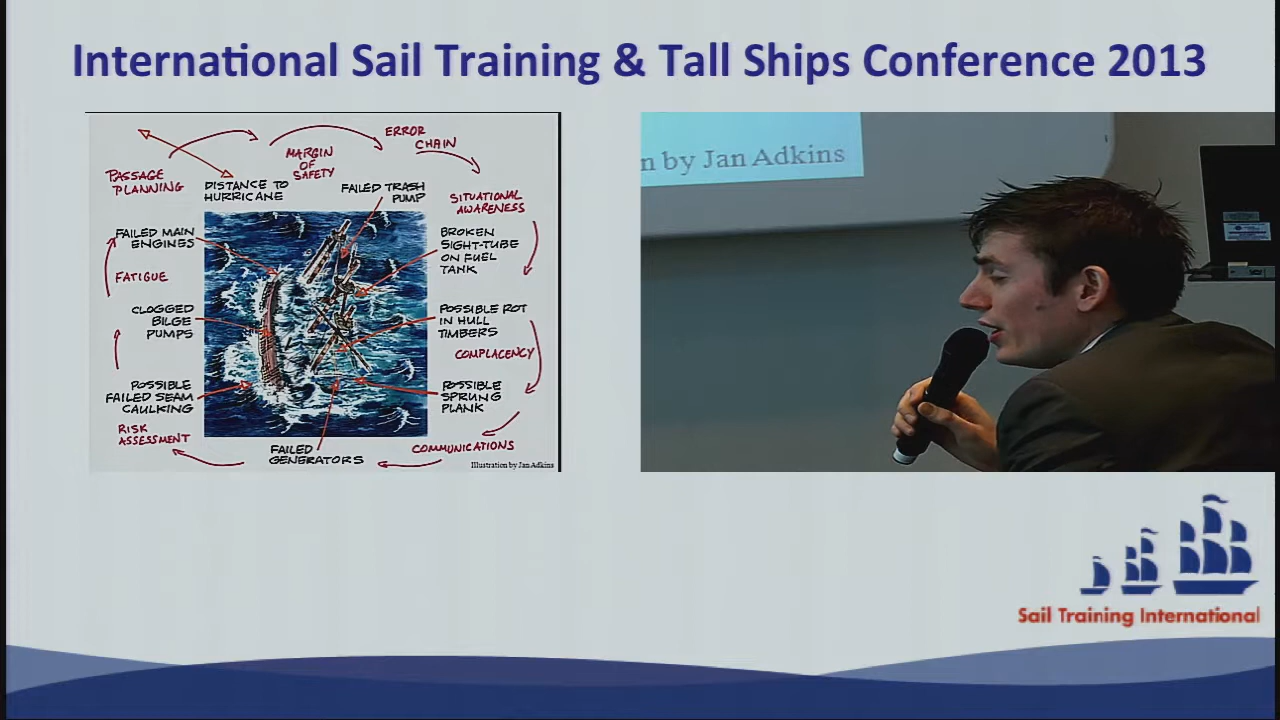 International Sail Training & Tall Ships Conference 2013
ERROR
CHAIN
MARGIN
OF
SAFETY
PASSAGE
PLANNING
DISTANCE TO
HURRICANE
FAILED TRASH
PUMP
SITUATIONAL
AWARENESS
FAILED MAIN
ENGINES
BROKEN
SIGHT-TUBE
ON FUEL
TANK
FATIGUE
CLOGGED
BILGE
PUMPS
POSSIBLE ROT
IN HULL
TIMBERS
COMPLACENCY
POSSIBLE
FAILED SEAM
CAULKING
POSSIBLE
SPRUNG
PLANK
RISK
ASSESSMENT
FAILED
GENERATORS
COMMUNICATIONS
Illustration by Jan Adkins
n by Jan Adkins
Sail Training International